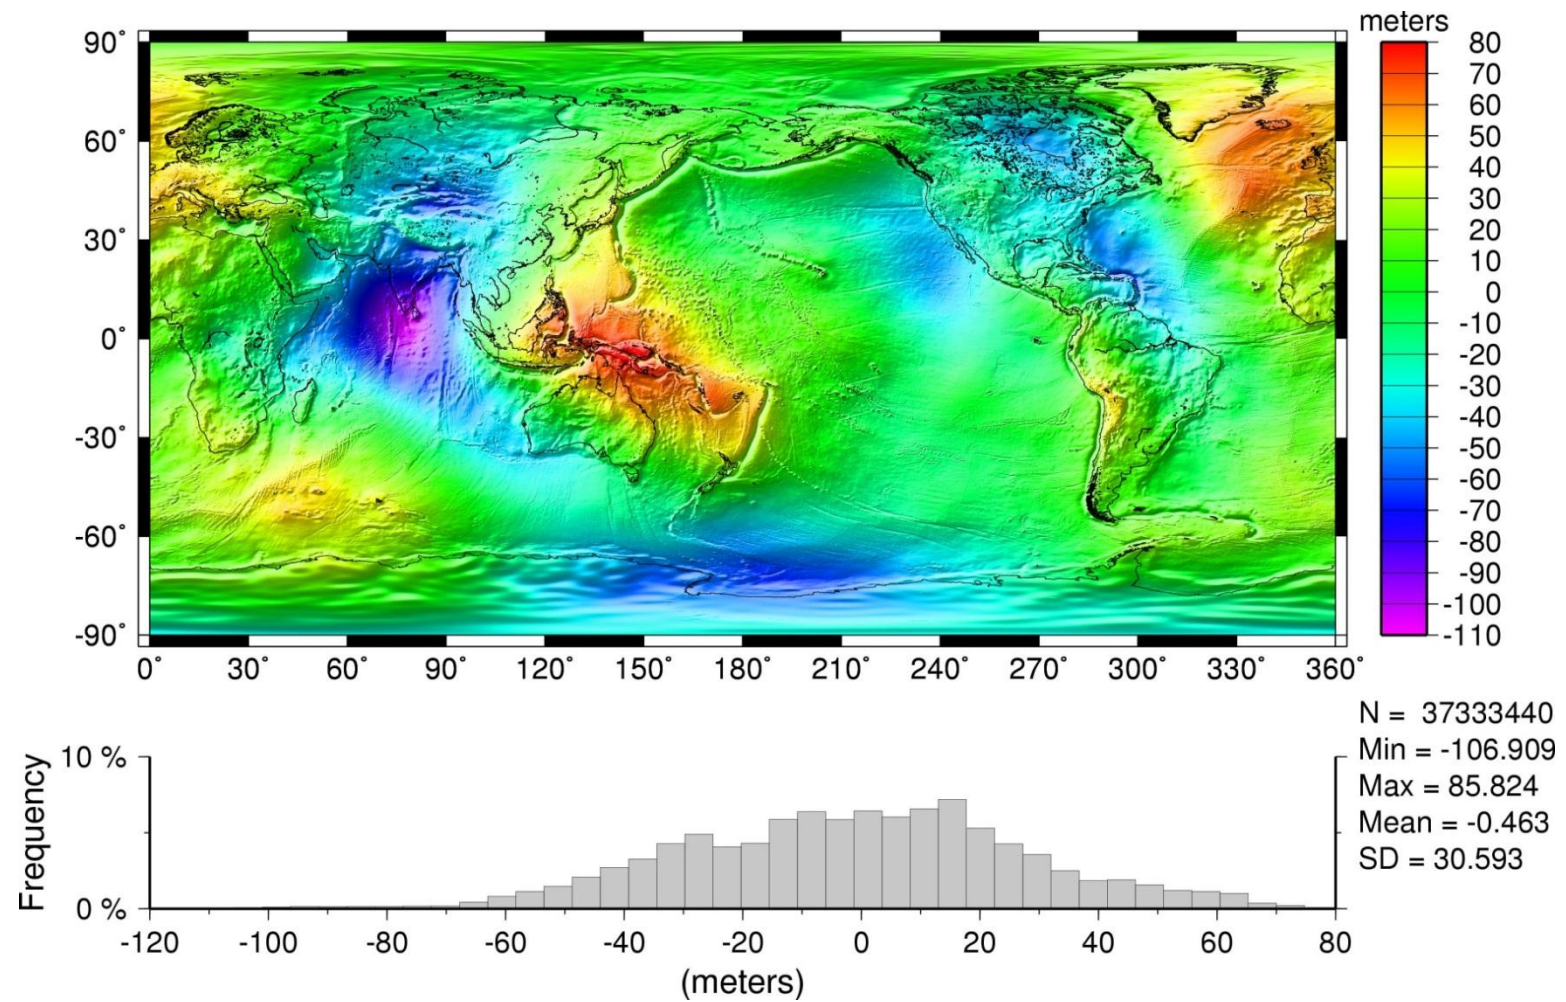 meters
90°
60°
30°
0°
-30°
-60°
-90°
0° 30° 60° 90° 120° 150° 180° 210° 240° 270° 300° 330° 360°
80
70
60
50
40
30
20
10
0
-10
-20
-30
-40
-50
-60
-70
-80
-90
-100
-110
N = 37333440
Min = -106.909
Max = 85.824
Mean = -0.463
SD = 30.593
Frequency
10 %
0 %
-120 -100 -80 -60 -40 -20 0 20 40 60 80
(meters)